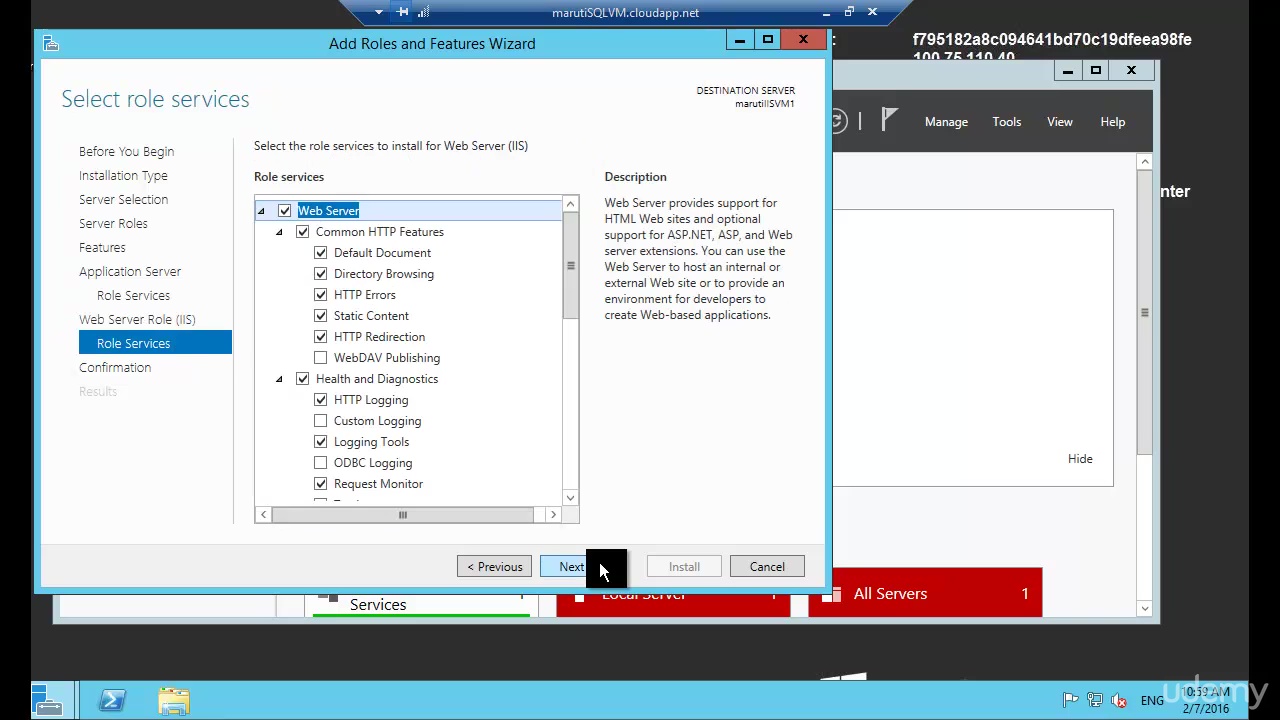 marutiSQLVM.cloudapp.net
f795182a8c094641bd70c19dfeea98fe
100.75.110.40
Add Roles and Features Wizard
Select role services
DESTINATION SERVER
marutiIISVM1
Before You Begin
Installation Type
Server Selection
Server Roles
Features
Application Server
Role Services
Web Server Role (IIS)
Role Services
Confirmation
Results
Select the role services to install for Web Server (IIS)
Role services
Web Server
Common HTTP Features
Default Document
Directory Browsing
HTTP Errors
Static Content
HTTP Redirection
WebDAV Publishing
Health and Diagnostics
HTTP Logging
Custom Logging
Logging Tools
ODBC Logging
Request Monitor
Description
Web Server provides support for
HTML Web sites and optional
support for ASP.NET, ASP, and Web
server extensions. You can use the
Web Server to host an internal or
external Web site or to provide an
environment for developers to
create Web-based applications.
< Previous
Next
Install
Cancel
Manage
Tools
View
Help
nter
Hide
Services
1
Local Server
1
All Servers
1
ENG
10:59 AM
2/7/2016
udemy